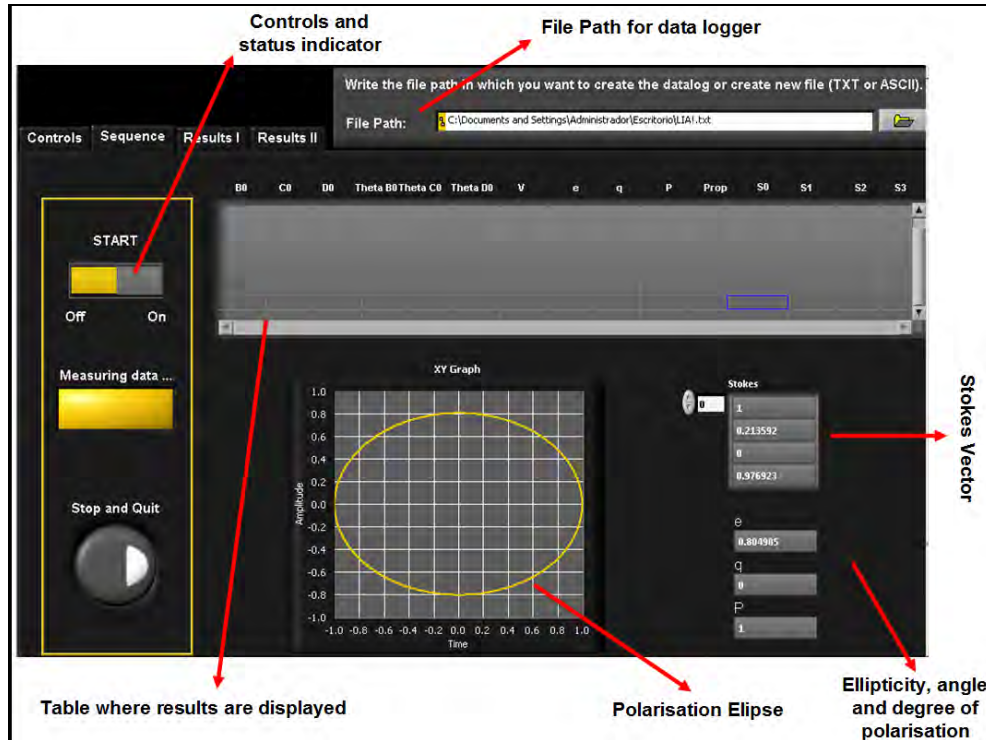 Controls and
status indicator
File Path for data logger
Write the file path in which you want to create the datalog or create new file (TXT or ASCII).
File Path: C:\Documents and Settings\Administrador\Escritorio\LIA!.txt
Controls Sequence Results I Results II
B0 C0 D0 Theta B0 Theta C0 Theta D0 V e q P Prop S0 S1 S2 S3
START
Off On
Measuring data ...
Stop and Quit
XY Graph
1.0
0.8
0.6
0.4
0.2
0.0
-0.2
-0.4
-0.6
-0.8
-1.0
Amplitude
-1.0 -0.8 -0.6 -0.4 -0.2 0.0 0.2 0.4 0.6 0.8 1.0
Time
Stokes
0
1
0.213592
0
0.976923
e
0.804905
q
0
P
1
Stokes Vector
Table where results are displayed
Polarisation Elipse
Ellipticity, angle
and degree of
polarisation